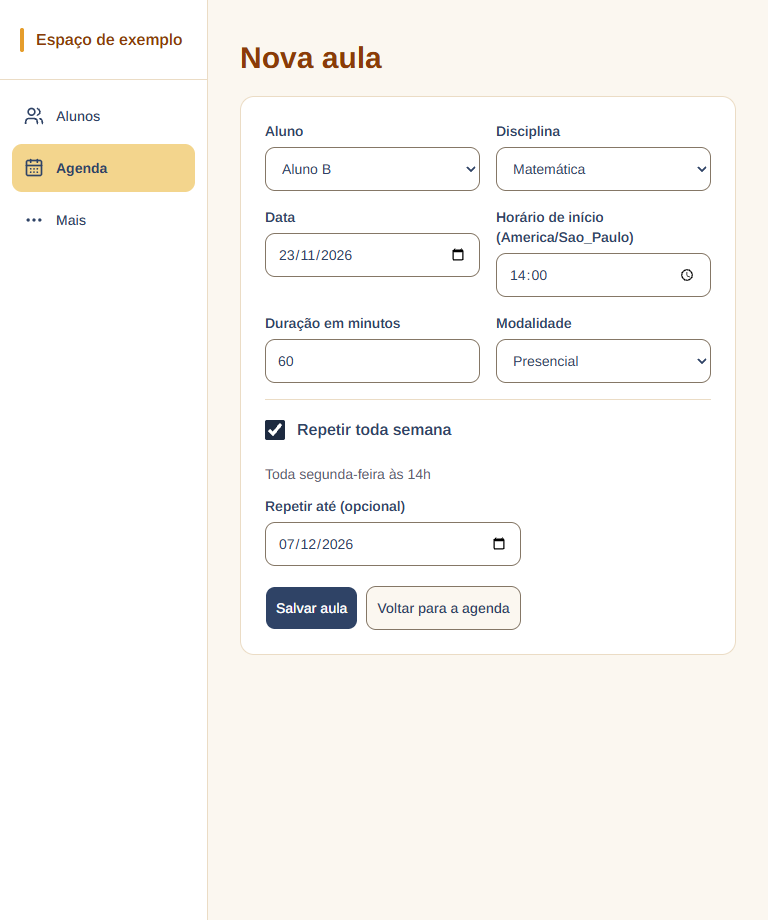 Espaço de exemplo
Alunos
Agenda
Mais
Nova aula
Aluno
Aluno B
Disciplina
Matemática
Data
23/11/2026
Horário de início
(America/Sao_Paulo)
14:00
Duração em minutos
60
Modalidade
Presencial
Repetir toda semana
Toda segunda-feira às 14h
Repetir até (opcional)
07/12/2026
Salvar aula
Voltar para a agenda